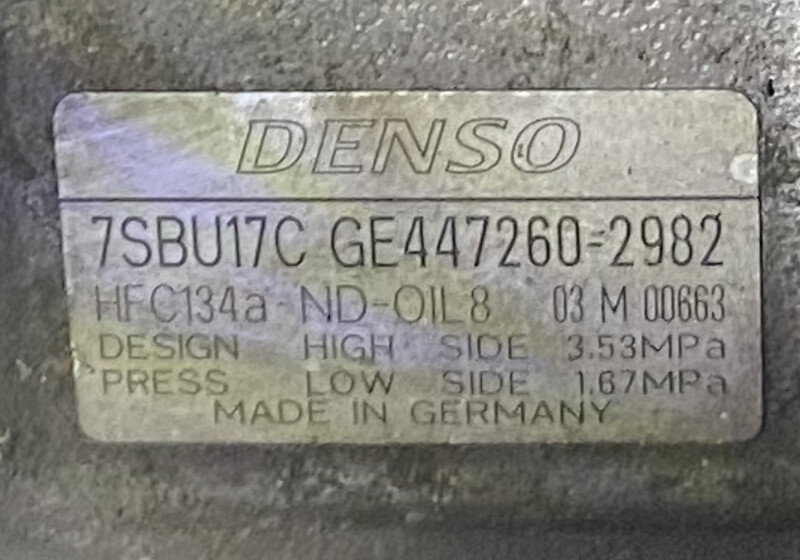 DENSO
7SBU17C GE447260-2982
HFC134a ND-OIL8 03 M 00663
DESIGN HIGH SIDE 3.53MPa
PRESS LOW SIDE 1.67MPa
MADE IN GERMANY